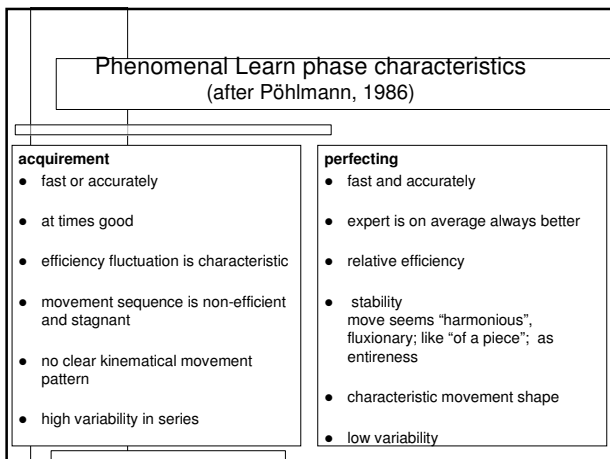 Phenomenal Learn phase characteristics
(after Pöhlmann, 1986)
acquirement
● fast or accurately
● at times good
● efficiency fluctuation is characteristic
● movement sequence is non-efficient
and stagnant
● no clear kinematical movement
pattern
● high variability in series
perfecting
● fast and accurately
● expert is on average always better
● relative efficiency
● stability
move seems “harmonious”,
fluxionary; like “of a piece”; as
entireness
● characteristic movement shape
● low variability